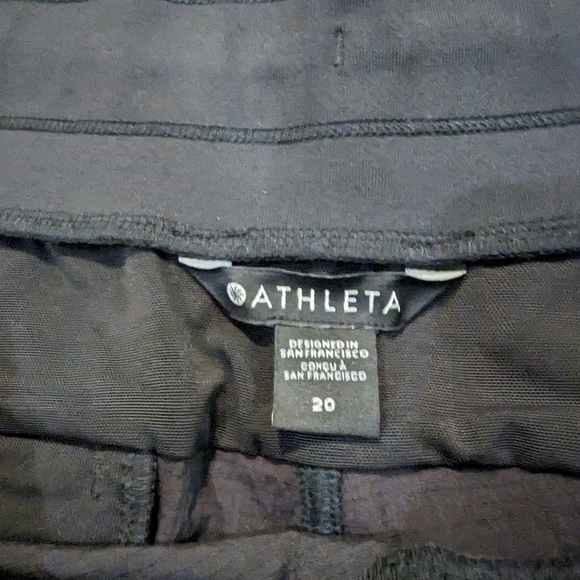 ATHLETA
DESIGNED IN
SAN FRANCISCO
CONÇU À
SAN FRANCISCO
20